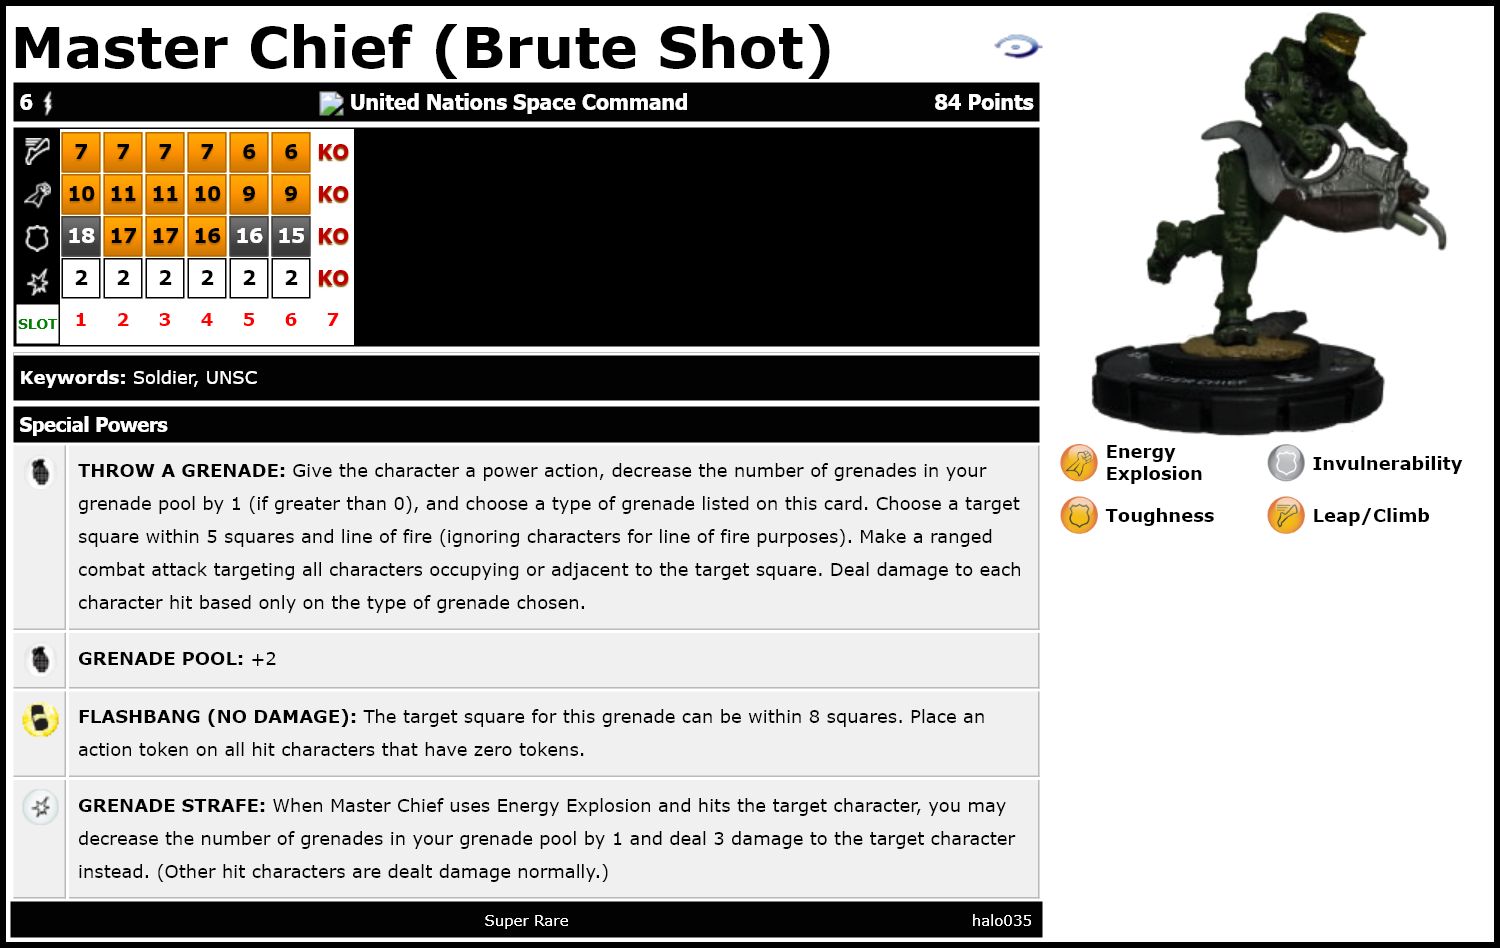 Master Chief (Brute Shot)
6 United Nations Space Command 84 Points
7 7 7 7 6 6 KO
10 11 11 10 9 9 KO
18 17 17 16 16 15 KO
2 2 2 2 2 2 KO
SLOT 1 2 3 4 5 6 7
Keywords: Soldier, UNSC
Special Powers
THROW A GRENADE: Give the character a power action, decrease the number of grenades in your
grenade pool by 1 (if greater than 0), and choose a type of grenade listed on this card. Choose a target
square within 5 squares and line of fire (ignoring characters for line of fire purposes). Make a ranged
combat attack targeting all characters occupying or adjacent to the target square. Deal damage to each
character hit based only on the type of grenade chosen.
GRENADE POOL: +2
FLASHBANG (NO DAMAGE): The target square for this grenade can be within 8 squares. Place an
action token on all hit characters that have zero tokens.
GRENADE STRAFE: When Master Chief uses Energy Explosion and hits the target character, you may
decrease the number of grenades in your grenade pool by 1 and deal 3 damage to the target character
instead. (Other hit characters are dealt damage normally.)
Super Rare halo035
MASTER CHIEF
Energy
Explosion
Invulnerability
Toughness
Leap/Climb